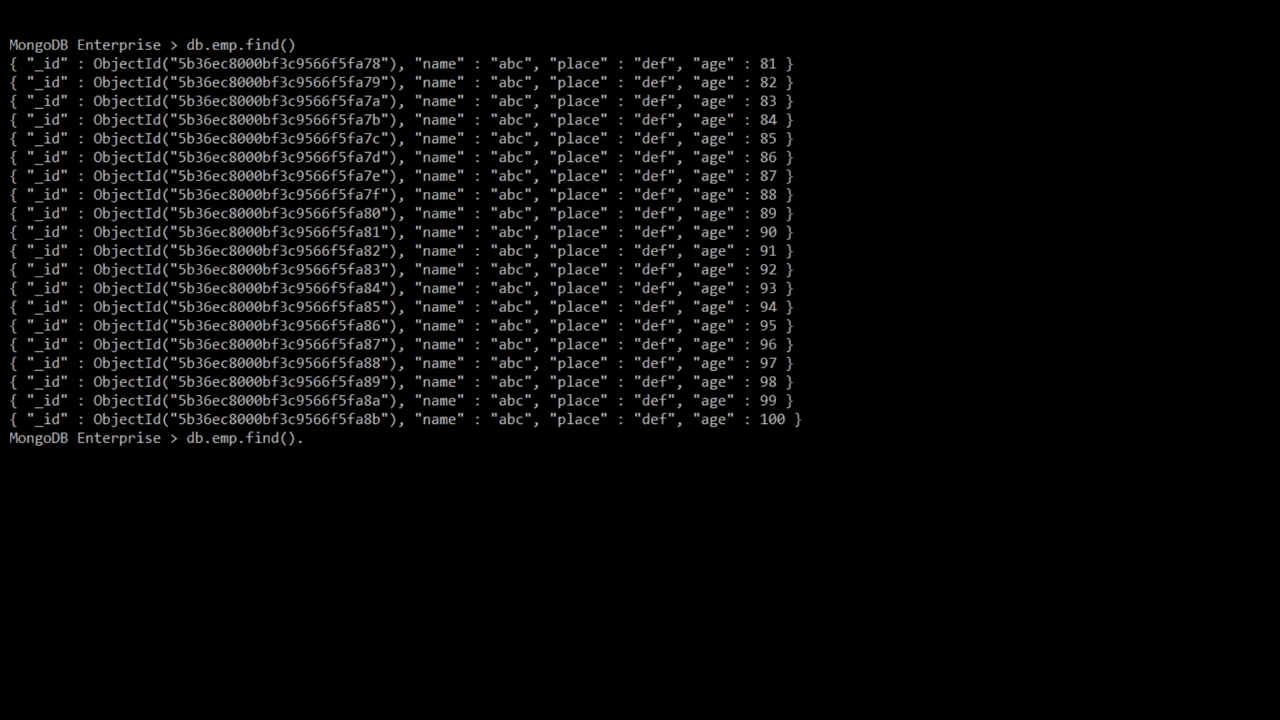 MongoDB Enterprise > db.emp.find()
{ "_id" : ObjectId("5b36ec8000bf3c9566f5fa78"), "name" : "abc", "place" : "def", "age" : 81 }
{ "_id" : ObjectId("5b36ec8000bf3c9566f5fa79"), "name" : "abc", "place" : "def", "age" : 82 }
{ "_id" : ObjectId("5b36ec8000bf3c9566f5fa7a"), "name" : "abc", "place" : "def", "age" : 83 }
{ "_id" : ObjectId("5b36ec8000bf3c9566f5fa7b"), "name" : "abc", "place" : "def", "age" : 84 }
{ "_id" : ObjectId("5b36ec8000bf3c9566f5fa7c"), "name" : "abc", "place" : "def", "age" : 85 }
{ "_id" : ObjectId("5b36ec8000bf3c9566f5fa7d"), "name" : "abc", "place" : "def", "age" : 86 }
{ "_id" : ObjectId("5b36ec8000bf3c9566f5fa7e"), "name" : "abc", "place" : "def", "age" : 87 }
{ "_id" : ObjectId("5b36ec8000bf3c9566f5fa7f"), "name" : "abc", "place" : "def", "age" : 88 }
{ "_id" : ObjectId("5b36ec8000bf3c9566f5fa80"), "name" : "abc", "place" : "def", "age" : 89 }
{ "_id" : ObjectId("5b36ec8000bf3c9566f5fa81"), "name" : "abc", "place" : "def", "age" : 90 }
{ "_id" : ObjectId("5b36ec8000bf3c9566f5fa82"), "name" : "abc", "place" : "def", "age" : 91 }
{ "_id" : ObjectId("5b36ec8000bf3c9566f5fa83"), "name" : "abc", "place" : "def", "age" : 92 }
{ "_id" : ObjectId("5b36ec8000bf3c9566f5fa84"), "name" : "abc", "place" : "def", "age" : 93 }
{ "_id" : ObjectId("5b36ec8000bf3c9566f5fa85"), "name" : "abc", "place" : "def", "age" : 94 }
{ "_id" : ObjectId("5b36ec8000bf3c9566f5fa86"), "name" : "abc", "place" : "def", "age" : 95 }
{ "_id" : ObjectId("5b36ec8000bf3c9566f5fa87"), "name" : "abc", "place" : "def", "age" : 96 }
{ "_id" : ObjectId("5b36ec8000bf3c9566f5fa88"), "name" : "abc", "place" : "def", "age" : 97 }
{ "_id" : ObjectId("5b36ec8000bf3c9566f5fa89"), "name" : "abc", "place" : "def", "age" : 98 }
{ "_id" : ObjectId("5b36ec8000bf3c9566f5fa8a"), "name" : "abc", "place" : "def", "age" : 99 }
{ "_id" : ObjectId("5b36ec8000bf3c9566f5fa8b"), "name" : "abc", "place" : "def", "age" : 100 }
MongoDB Enterprise > db.emp.find().